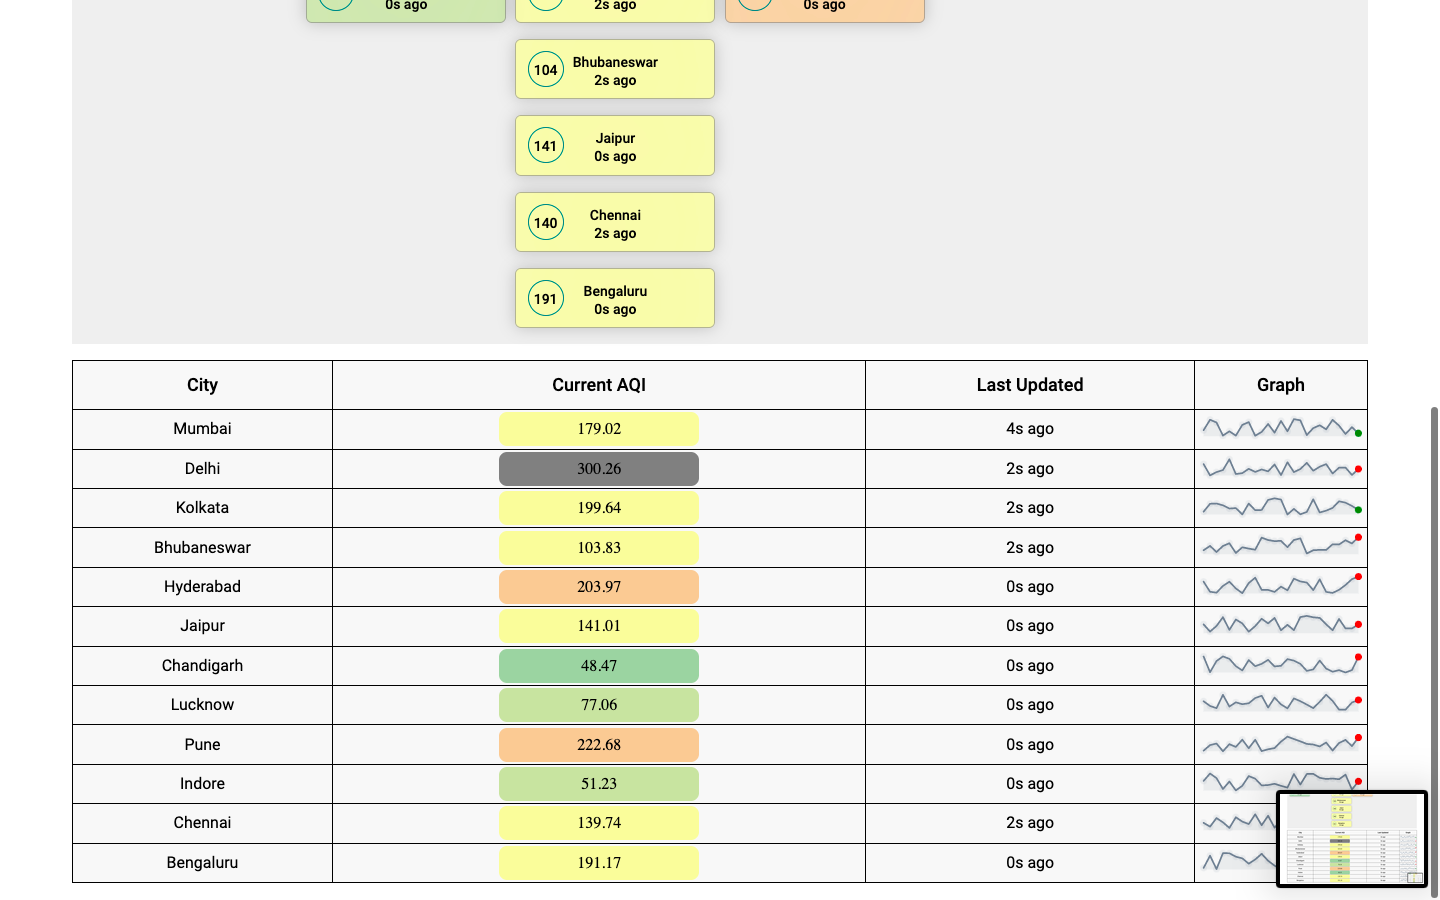 0s ago 2s ago 0s ago
104 Bhubaneswar
2s ago
141 Jaipur
0s ago
140 Chennai
2s ago
191 Bengaluru
0s ago
City Current AQI Last Updated Graph
Mumbai 179.02 4s ago
Delhi 300.26 2s ago
Kolkata 199.64 2s ago
Bhubaneswar 103.83 2s ago
Hyderabad 203.97 0s ago
Jaipur 141.01 0s ago
Chandigarh 48.47 0s ago
Lucknow 77.06 0s ago
Pune 222.68 0s ago
Indore 51.23 0s ago
Chennai 139.74 2s ago
Bengaluru 191.17 0s ago